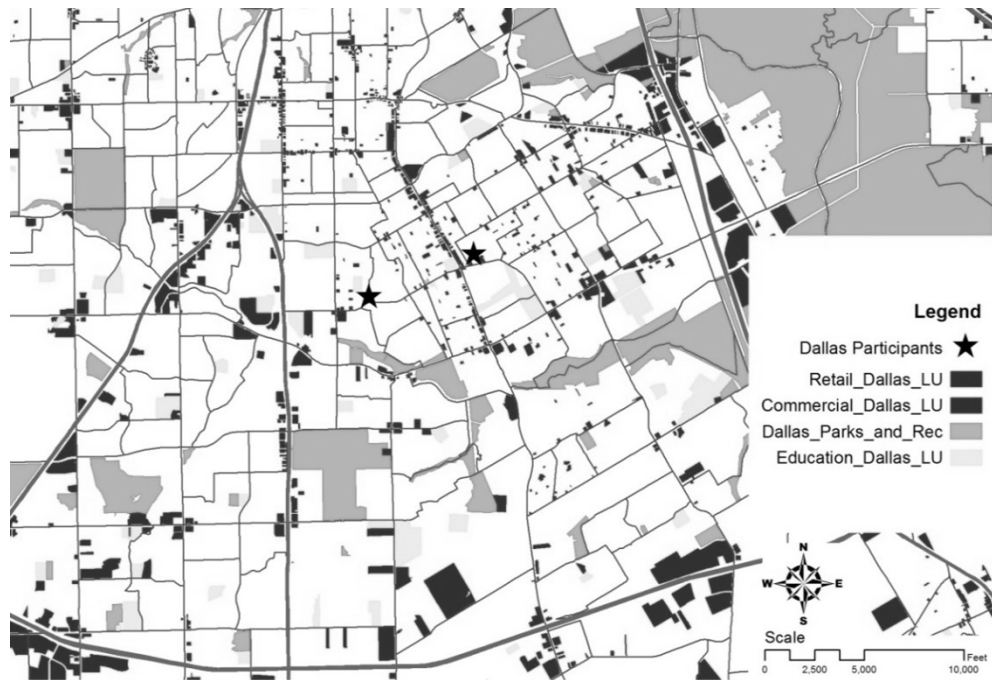 Legend
Dallas Participants
Retail_Dallas_LU
Commercial_Dallas_LU
Dallas_Parks_and_Rec
Education_Dallas_LU
N
W E
S
Scale
Feet
0 2,500 5,000 10,000